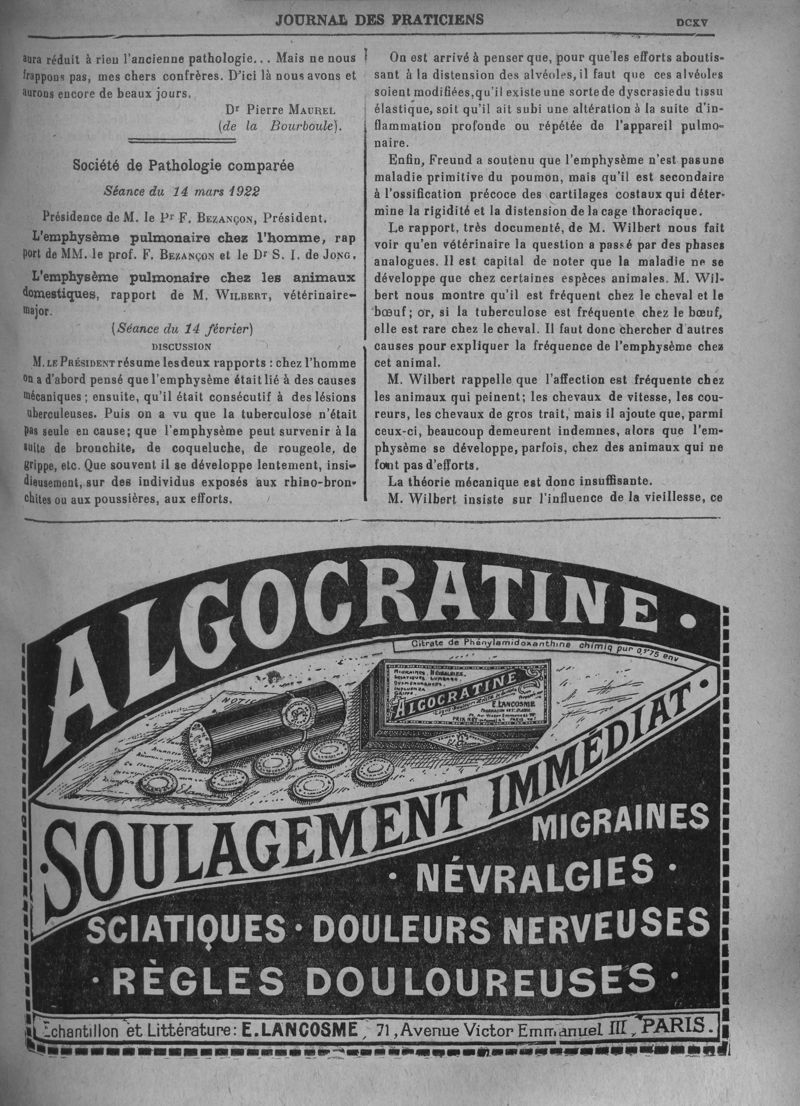 JOURNAL DES PRATICIENS
DCXV
aura réduit à rien l'ancienne pathologie... Mais ne nous
frappons pas, mes chers confrères. D'ici là nous avons et
aurons encore de beaux jours.
Dr Pierre MAUREL
(de la Bourboule).
Société de Pathologie comparée
Séance du 14 mars 1922
Présidence de M. le Pr F. BEZANÇON, Président.
L'emphysème pulmonaire chez l'homme, rap
port de MM. le prof. F. BEZANÇON et le Dr S. I. de JONG.
L'emphysème pulmonaire chez les animaux
domestiques, rapport de M. WILBERT, vétérinaire-
major.
(Séance du 14 février)
DISCUSSION
M. LE PRÉSIDENT résume les deux rapports : chez l'homme
on a d'abord pensé que l'emphysème était lié à des causes
mécaniques ; ensuite, qu'il était consécutif à des lésions
uberculeuses. Puis on a vu que la tuberculose n'était
pas seule en cause; que l'emphysème peut survenir à la
suite de bronchite, de coqueluche, de rougeole, de
grippe, etc. Que souvent il se développe lentement, insi-
dieusement, sur des individus exposés aux rhino-bron-
chites ou aux poussières, aux efforts.
On est arrivé à penser que, pour que les efforts aboutis-
sant à la distension des alvéoles, il faut que ces alvéoles
soient modifiées, qu'il existe une sorte de dyscrasie du tissu
élastique, soit qu'il ait subi une altération à la suite d'in-
flammation profonde ou répétée de l'appareil pulmo-
naire.
Enfin, Freund a soutenu que l'emphysème n'est pas une
maladie primitive du poumon, mais qu'il est secondaire
à l'ossification précoce des cartilages costaux qui déter-
mine la rigidité et la distension de la cage thoracique.
Le rapport, très documenté, de M. Wilbert nous fait
voir qu'en vétérinaire la question a passé par des phases
analogues. Il est capital de noter que la maladie ne se
développe que chez certaines espèces animales. M. Wil-
bert nous montre qu'il est fréquent chez le cheval et le
bœuf ; or, si la tuberculose est fréquente chez le bœuf,
elle est rare chez le cheval. Il faut donc chercher d'autres
causes pour expliquer la fréquence de l'emphysème chez
cet animal.
M. Wilbert rappelle que l'affection est fréquente chez
les animaux qui peinent; les chevaux de vitesse, les cou-
reurs, les chevaux de gros trait, mais il ajoute que, parmi
ceux-ci, beaucoup demeurent indemnes, alors que l'em-
physème se développe, parfois, chez des animaux qui ne
font pas d'efforts.
La théorie mécanique est donc insuffisante.
M. Wilbert insiste sur l'influence de la vieillesse, ce
ALGOCRATINE.
Citrate de Phénylamidoxanthine chimiq pur 0,gr75 env
NOTICE
MIGRAINES, NÉVRALGIES,
INFLUENZA
GRIPPE
ALGOCRATINE
E. LANCOSME
SOULAGEMENT IMMÉDIAT
MIGRAINES
· NÉVRALGIES ·
SCIATIQUES · DOULEURS NERVEUSES
· RÈGLES DOULOUREUSES ·
Échantillon et Littérature: E. LANCOSME, 71, Avenue Victor Emmanuel III, PARIS.